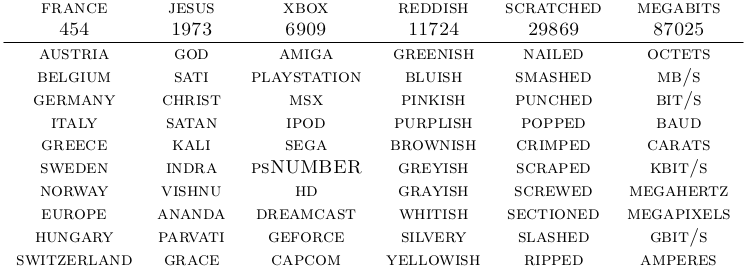 FRANCE JESUS XBOX REDDISH SCRATCHED MEGABITS
454 1973 6909 11724 29869 87025
AUSTRIA GOD AMIGA GREENISH NAILED OCTETS
BELGIUM SATI PLAYSTATION BLUISH SMASHED MB/S
GERMANY CHRIST MSX PINKISH PUNCHED BIT/S
ITALY SATAN IPOD PURPLISH POPPED BAUD
GREECE KALI SEGA BROWNISH CRIMPED CARATS
SWEDEN INDRA PSNUMBER GREYISH SCRAPED KBIT/S
NORWAY VISHNU HD GRAYISH SCREWED MEGAHERTZ
EUROPE ANANDA DREAMCAST WHITISH SECTIONED MEGAPIXELS
HUNGARY PARVATI GEFORCE SILVERY SLASHED GBIT/S
SWITZERLAND GRACE CAPCOM YELLOWISH RIPPED AMPERES